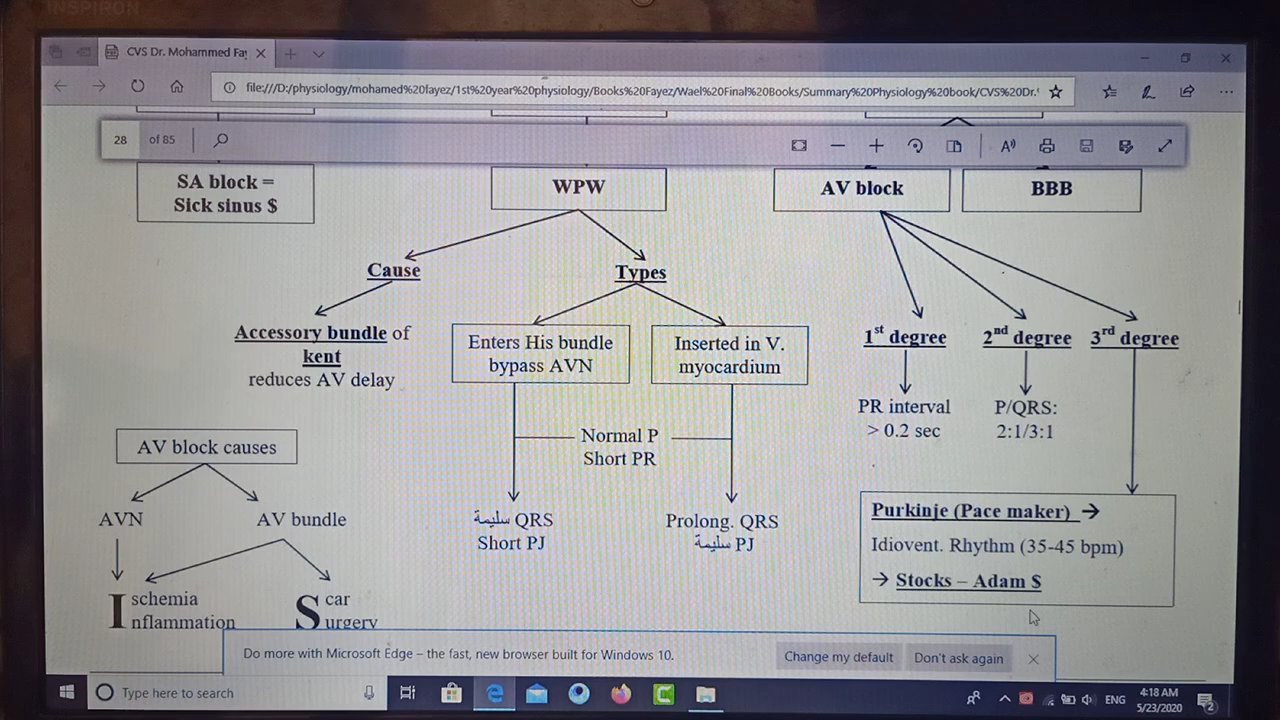 INSPIRON
CVS Dr. Mohammed Fay
file:///D:/physiology/mohamed%20layez/1st%20year%20physiology/Books%20Fayez/Wael%20Final%20Books/Summary%20Physiology%20book/CVS%20Dr.
28 of 85
SA block =
Sick sinus $
WPW
AV block
BBB
Cause
Types
Accessory bundle of
kent
reduces AV delay
Enters His bundle
bypass AVN
Inserted in V.
myocardium
1st degree
2nd degree
3rd degree
PR interval
> 0.2 sec
P/QRS:
2:1/3:1
Normal P
Short PR
AV block causes
AVN
AV bundle
سليمة QRS
Short PJ
Prolong. QRS
سليمة PJ
Purkinje (Pace maker) →
Idiovent. Rhythm (35-45 bpm)
→ Stocks – Adam $
Ischemia
Inflammation
Scar
Surgery
Do more with Microsoft Edge – the fast, new browser built for Windows 10.
Change my default
Don't ask again
Type here to search
ENG
4:18 AM
5/23/2020
2